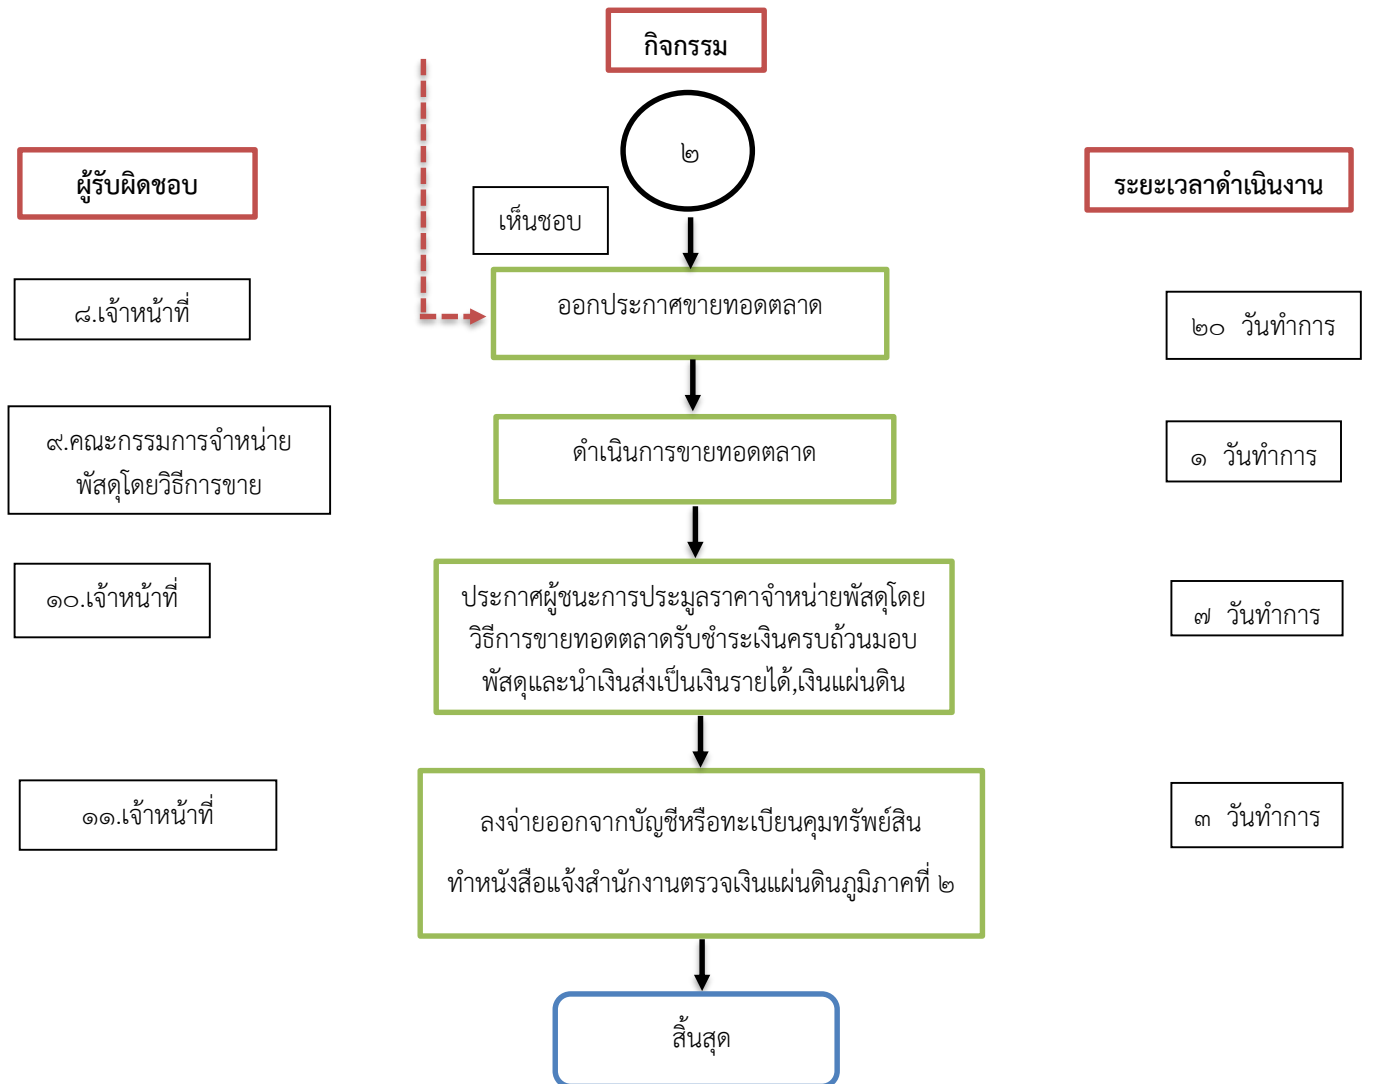 กิจกรรม
๒
ผู้รับผิดชอบ
ระยะเวลาดำเนินงาน
เห็นชอบ
๘.เจ้าหน้าที่
ออกประกาศขายทอดตลาด
๒๐ วันทำการ
๙.คณะกรรมการจำหน่าย
พัสดุโดยวิธีการขาย
ดำเนินการขายทอดตลาด
๑ วันทำการ
๑๐.เจ้าหน้าที่
ประกาศผู้ชนะการประมูลราคาจำหน่ายพัสดุโดย
วิธีการขายทอดตลาดรับชำระเงินครบถ้วนมอบ
พัสดุและนำเงินส่งเป็นเงินรายได้,เงินแผ่นดิน
๗ วันทำการ
๑๑.เจ้าหน้าที่
ลงจ่ายออกจากบัญชีหรือทะเบียนคุมทรัพย์สิน
ทำหนังสือแจ้งสำนักงานตรวจเงินแผ่นดินภูมิภาคที่ ๒
๓ วันทำการ
สิ้นสุด